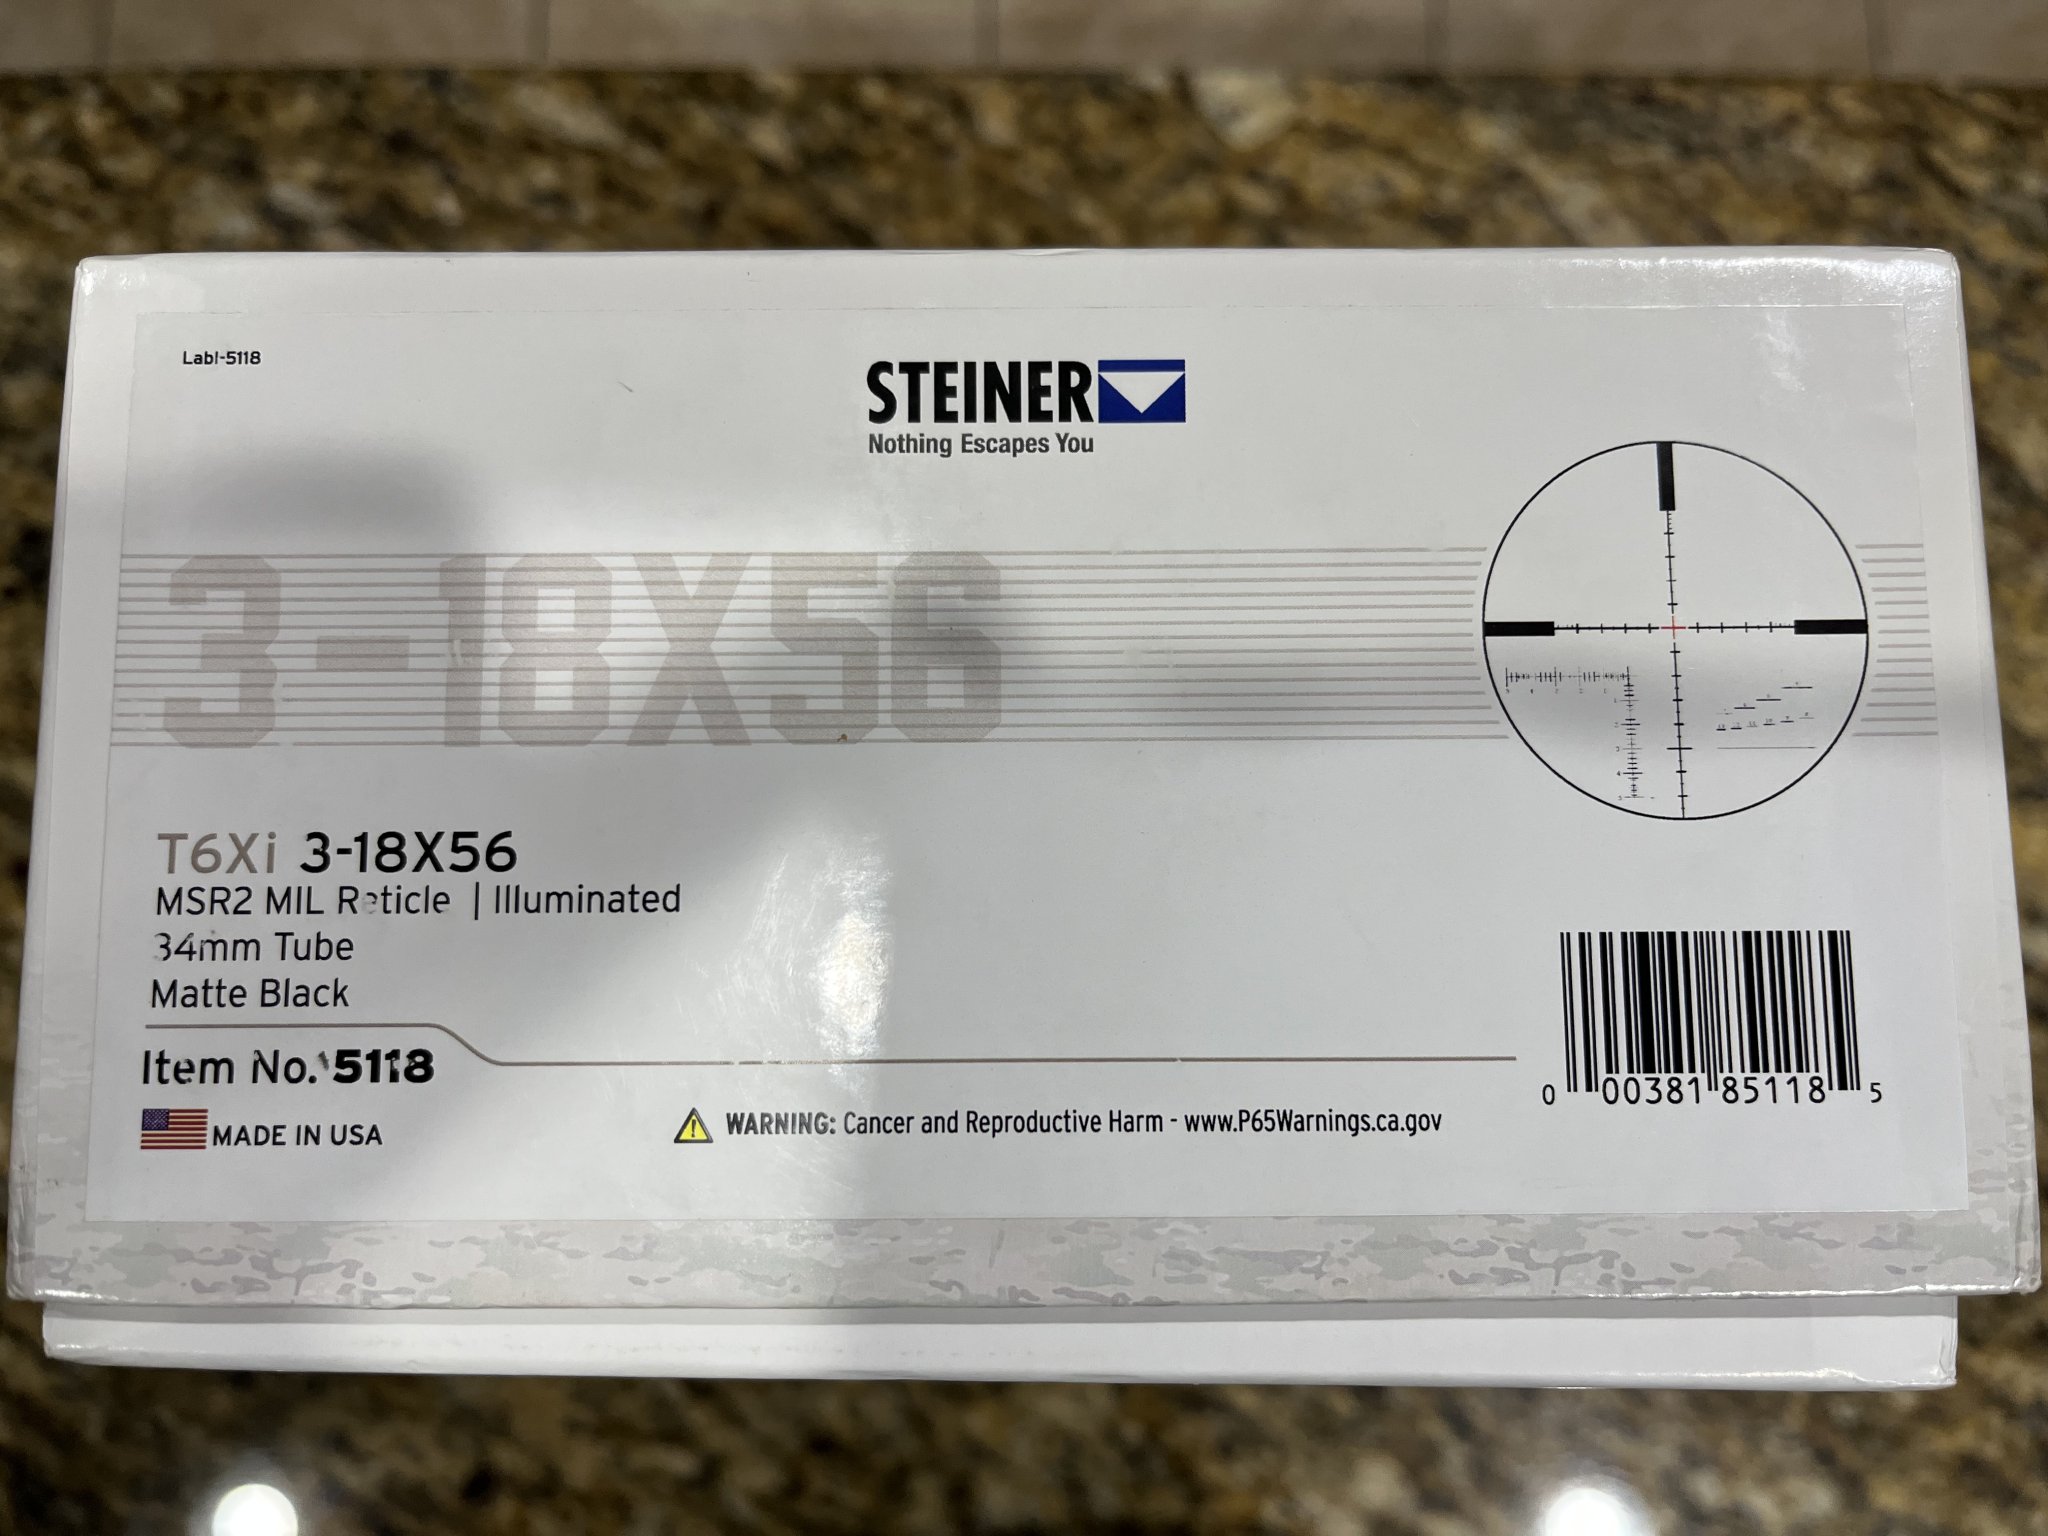 Labl-5118
STEINER
Nothing Escapes You
3-18X56
T6Xi 3-18X56
MSR2 MIL Reticle | Illuminated
34mm Tube
Matte Black
Item No. 5118
MADE IN USA
WARNING: Cancer and Reproductive Harm - www.P65Warnings.ca.gov
0 00381 85118 5